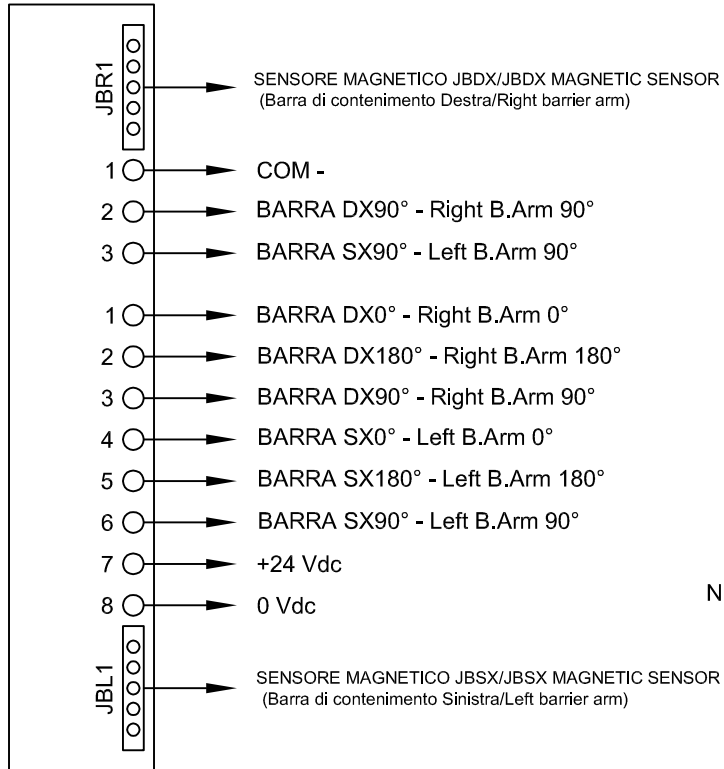 JBR1
SENSORE MAGNETICO JBDX/JBDX MAGNETIC SENSOR
(Barra di contenimento Destra/Right barrier arm)
1 COM -
2 BARRA DX90° - Right B.Arm 90°
3 BARRA SX90° - Left B.Arm 90°
1 BARRA DX0° - Right B.Arm 0°
2 BARRA DX180° - Right B.Arm 180°
3 BARRA DX90° - Right B.Arm 90°
4 BARRA SX0° - Left B.Arm 0°
5 BARRA SX180° - Left B.Arm 180°
6 BARRA SX90° - Left B.Arm 90°
7 +24 Vdc
8 0 Vdc
N
JBL1
SENSORE MAGNETICO JBSX/JBSX MAGNETIC SENSOR
(Barra di contenimento Sinistra/Left barrier arm)